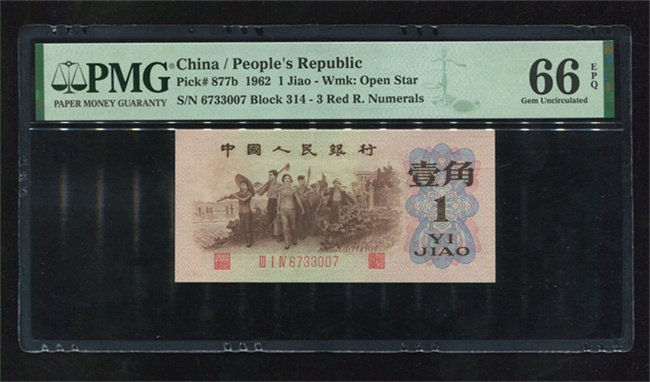 PMG
PAPER MONEY GUARANTY
China / People's Republic
Pick# 877b 1962 1 Jiao - Wmk: Open Star
S/N 6733007 Block 314 - 3 Red R. Numerals
66 EPQ
Gem Uncirculated
中國人民銀行
壹角
1
YI
JIAO
III I IV 8733007